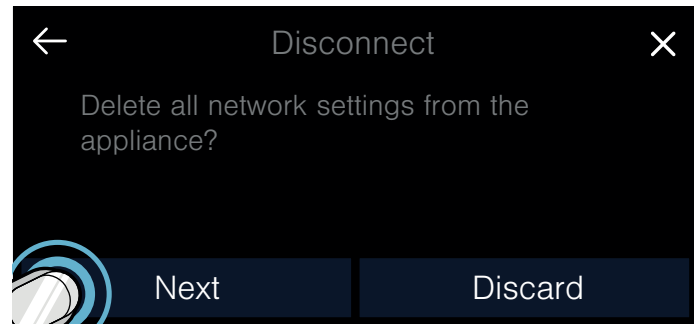 Disconnect
Delete all network settings from the
appliance?
Next Discard